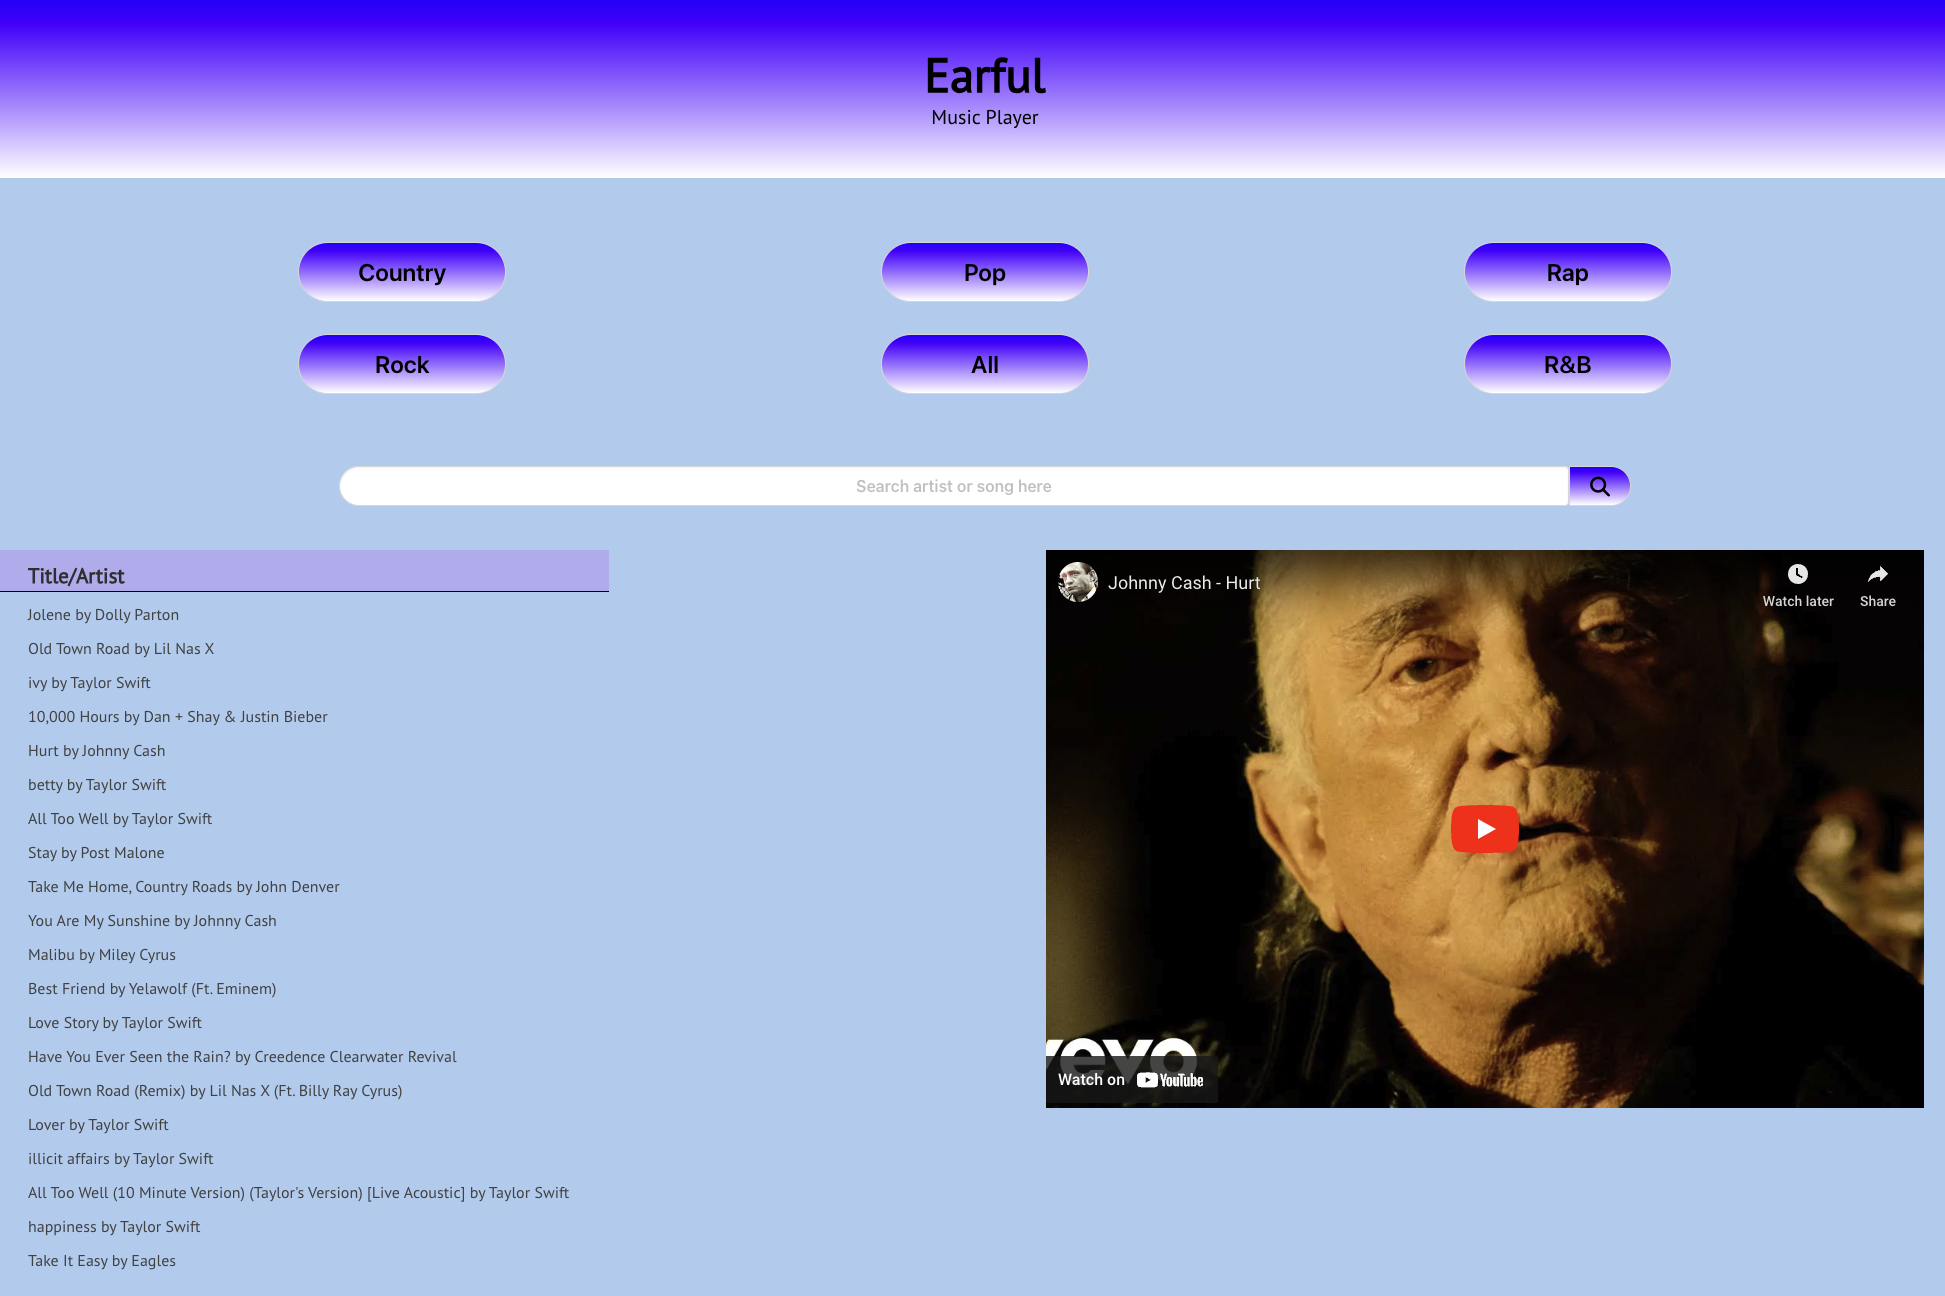 Earful
Music Player
Country
Pop
Rap
Rock
All
R&B
Search artist or song here
Title/Artist
Jolene by Dolly Parton
Old Town Road by Lil Nas X
ivy by Taylor Swift
10,000 Hours by Dan + Shay & Justin Bieber
Hurt by Johnny Cash
betty by Taylor Swift
All Too Well by Taylor Swift
Stay by Post Malone
Take Me Home, Country Roads by John Denver
You Are My Sunshine by Johnny Cash
Malibu by Miley Cyrus
Best Friend by Yelawolf (Ft. Eminem)
Love Story by Taylor Swift
Have You Ever Seen the Rain? by Creedence Clearwater Revival
Old Town Road (Remix) by Lil Nas X (Ft. Billy Ray Cyrus)
Lover by Taylor Swift
illicit affairs by Taylor Swift
All Too Well (10 Minute Version) (Taylor's Version) [Live Acoustic] by Taylor Swift
happiness by Taylor Swift
Take It Easy by Eagles
Johnny Cash - Hurt
Watch later
Share
vevo
Watch on YouTube